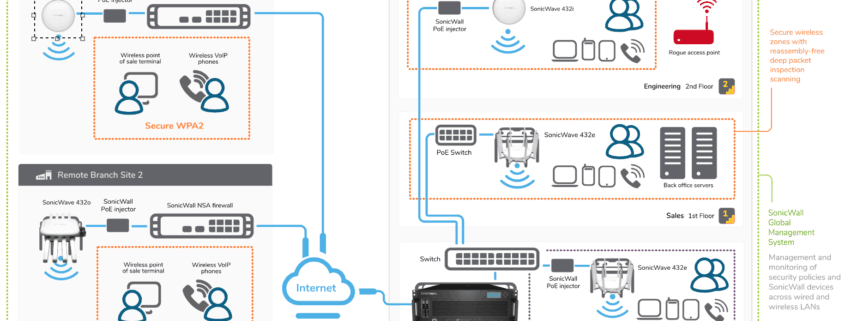 PoE injector
Wireless point
of sale terminal
Wireless VoIP
phones
Secure WPA2
Remote Branch Site 2
SonicWave 432o
SonicWall
PoE injector
SonicWall NSA firewall
Wireless point
of sale terminal
Wireless VoIP
phones
Internet
SonicWall
PoE injector
SonicWave 432i
Rogue access point
Engineering 2nd Floor
2
PoE Switch
SonicWave 432e
Back office servers
Sales 1st Floor
1
Switch
SonicWall
PoE injector
SonicWave 432e
Secure wireless
zones with
reassembly-free
deep packet
inspection
scanning
SonicWall
Global
Management
System
Management and
monitoring of
security policies and
SonicWall devices
across wired and
wireless LANs